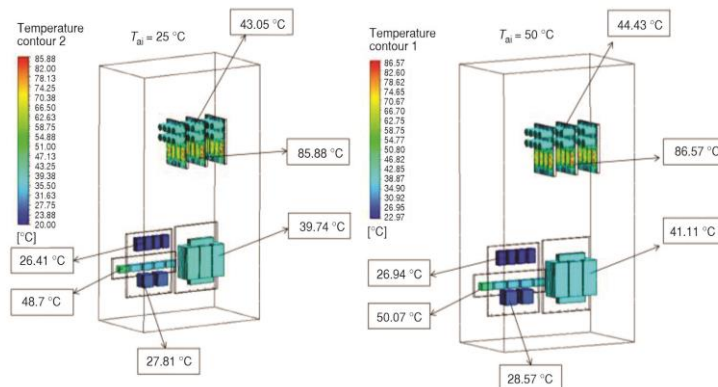 Temperature
contour 2
T_ai = 25 °C
43.05 °C
85.88
82.00
78.13
74.25
70.38
66.50
62.63
58.75
54.88
51.00
47.13
43.25
39.38
35.50
31.63
27.75
23.88
20.00
[°C]
85.88 °C
39.74 °C
26.41 °C
48.7 °C
27.81 °C
Temperature
contour 1
T_ai = 50 °C
44.43 °C
86.57
82.60
78.62
74.65
70.67
66.70
62.72
58.75
54.77
50.80
46.82
42.85
38.87
34.90
30.92
26.95
22.97
[°C]
86.57 °C
41.11 °C
26.94 °C
50.07 °C
28.57 °C